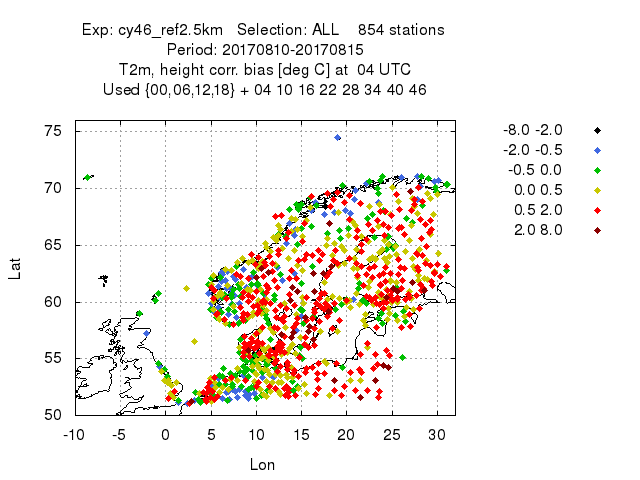 Exp: cy46_ref2.5km   Selection: ALL    854 stations
Period: 20170810-20170815
T2m, height corr. bias [deg C] at  04 UTC
Used {00,06,12,18} + 04 10 16 22 28 34 40 46
-8.0 -2.0
-2.0 -0.5
-0.5 0.0
0.0 0.5
0.5 2.0
2.0 8.0
75
70
65
60
55
50
Lat
-10 -5 0 5 10 15 20 25 30
Lon